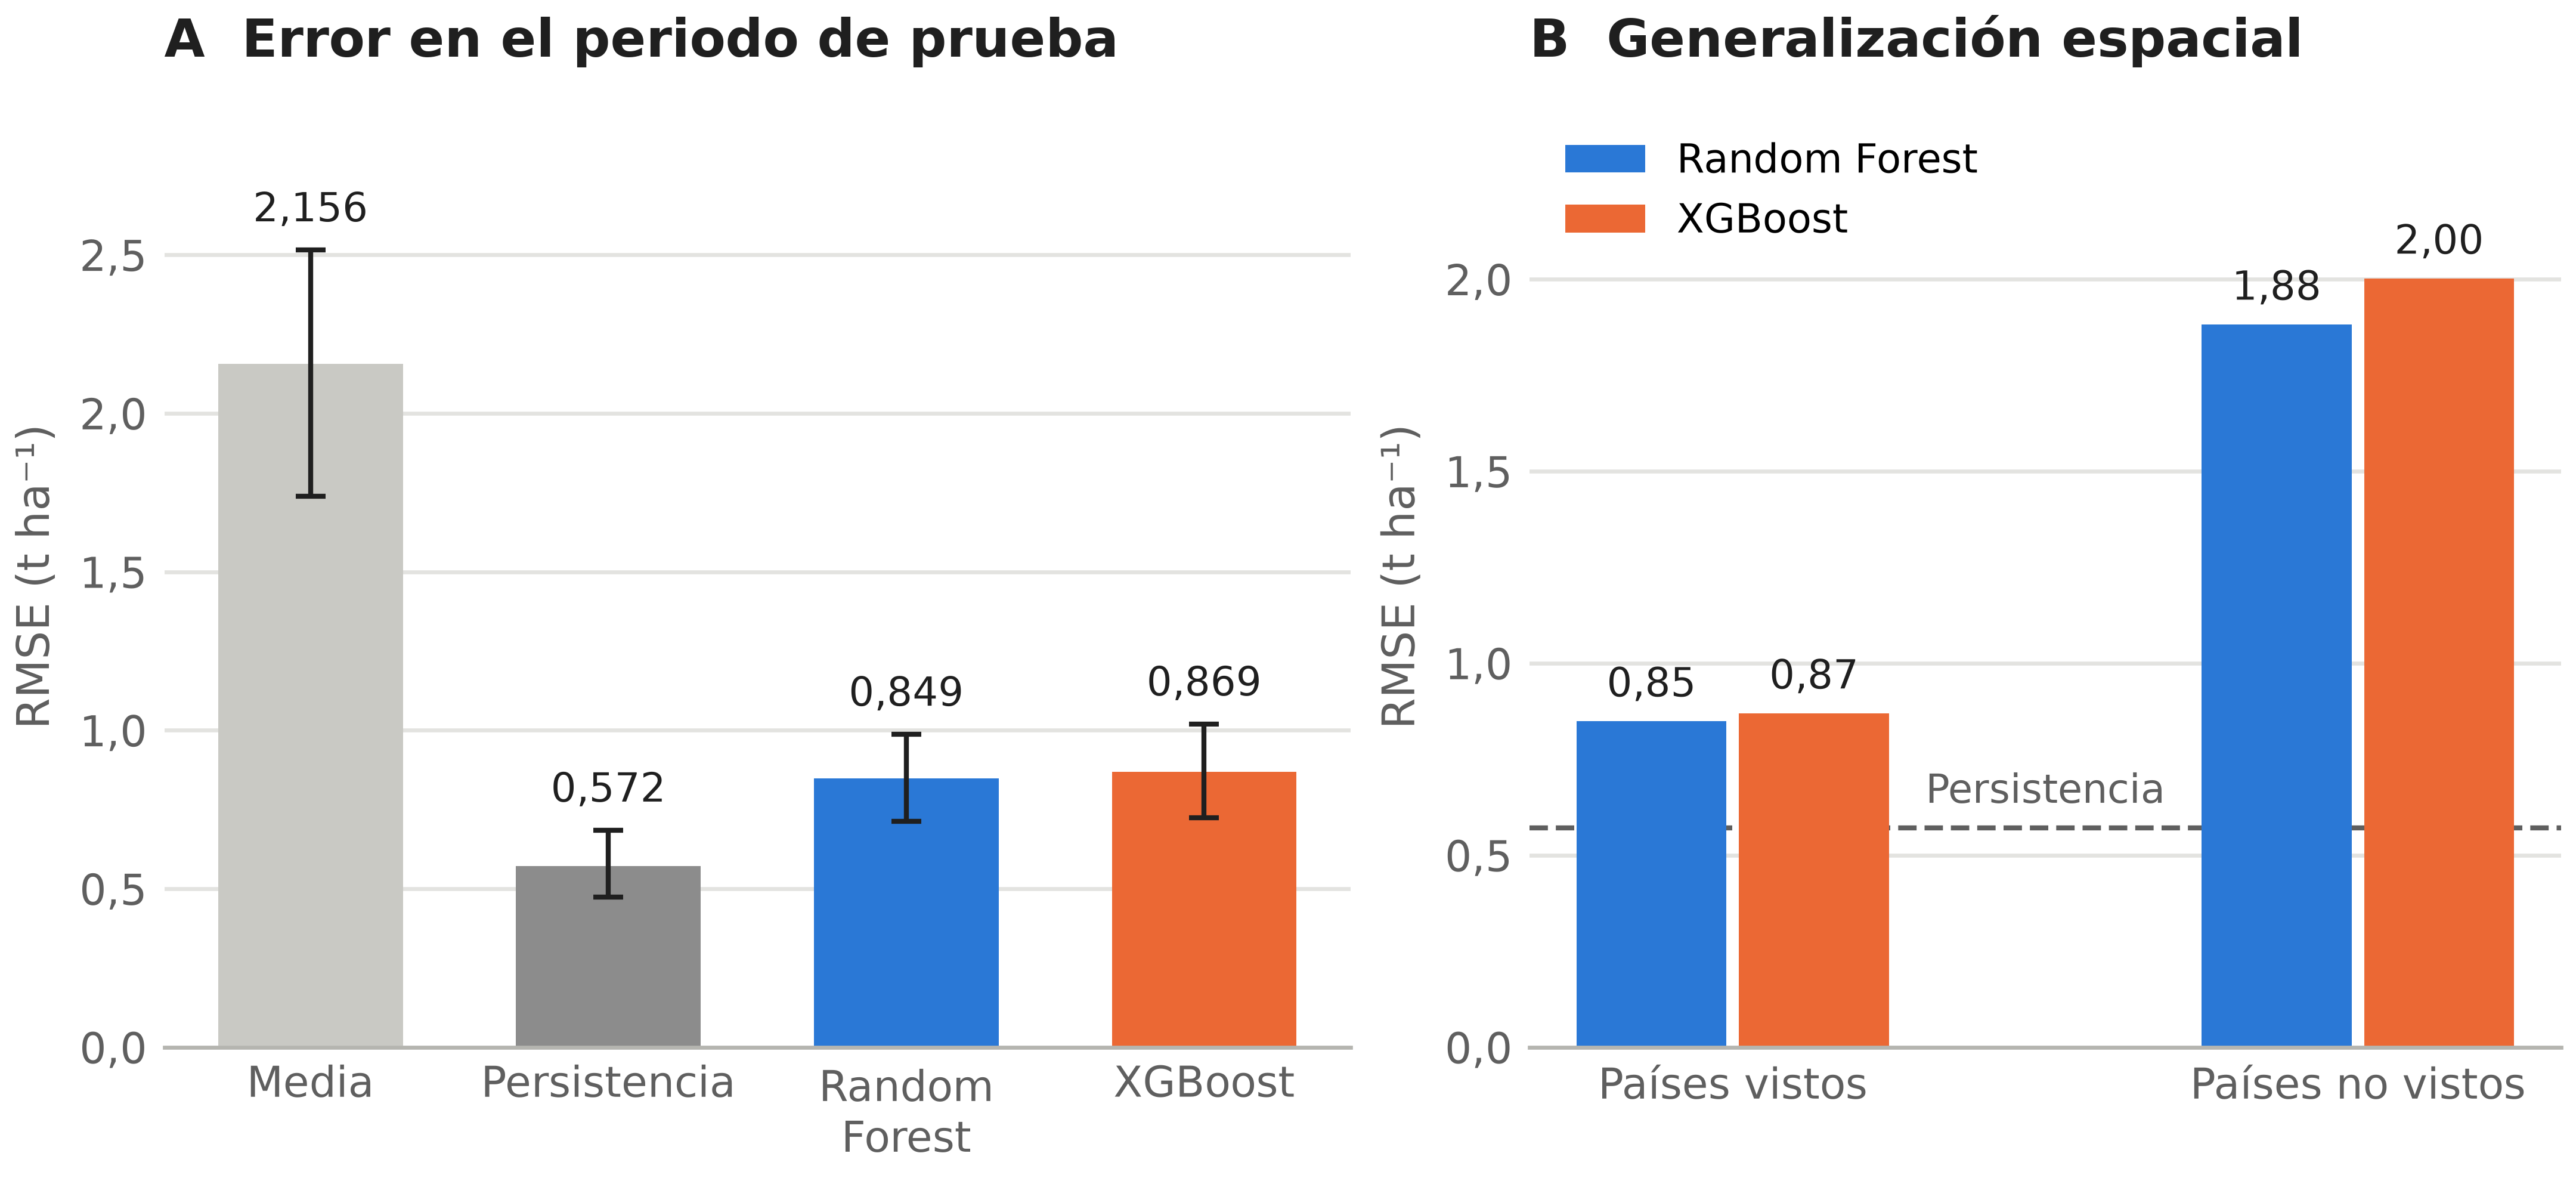 A Error en el periodo de prueba
RMSE (t ha⁻¹)
2,5
2,0
1,5
1,0
0,5
0,0
2,156
0,572
0,849
0,869
Media
Persistencia
Random
Forest
XGBoost
B Generalización espacial
Random Forest
XGBoost
RMSE (t ha⁻¹)
2,0
1,5
1,0
0,5
0,0
0,85
0,87
1,88
2,00
Persistencia
Países vistos
Países no vistos